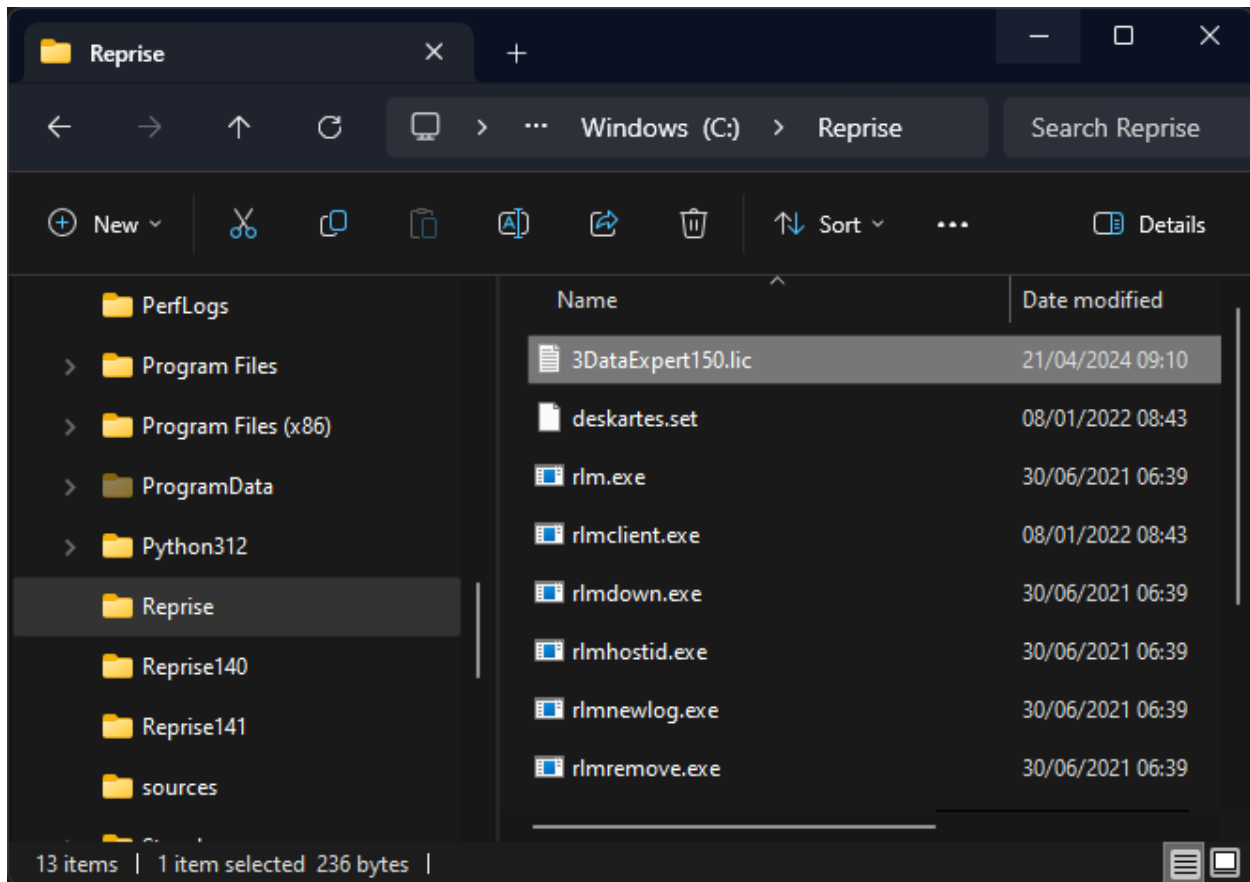 Reprise
Windows (C:) Reprise
Search Reprise
New
Sort
Details
PerfLogs
Program Files
Program Files (x86)
ProgramData
Python312
Reprise
Reprise140
Reprise141
sources
Name Date modified
3DataExpert150.lic 21/04/2024 09:10
deskartes.set 08/01/2022 08:43
rlm.exe 30/06/2021 06:39
rlmclient.exe 08/01/2022 08:43
rlmdown.exe 30/06/2021 06:39
rlmhostid.exe 30/06/2021 06:39
rlmnewlog.exe 30/06/2021 06:39
rlmremove.exe 30/06/2021 06:39
13 items | 1 item selected 236 bytes |